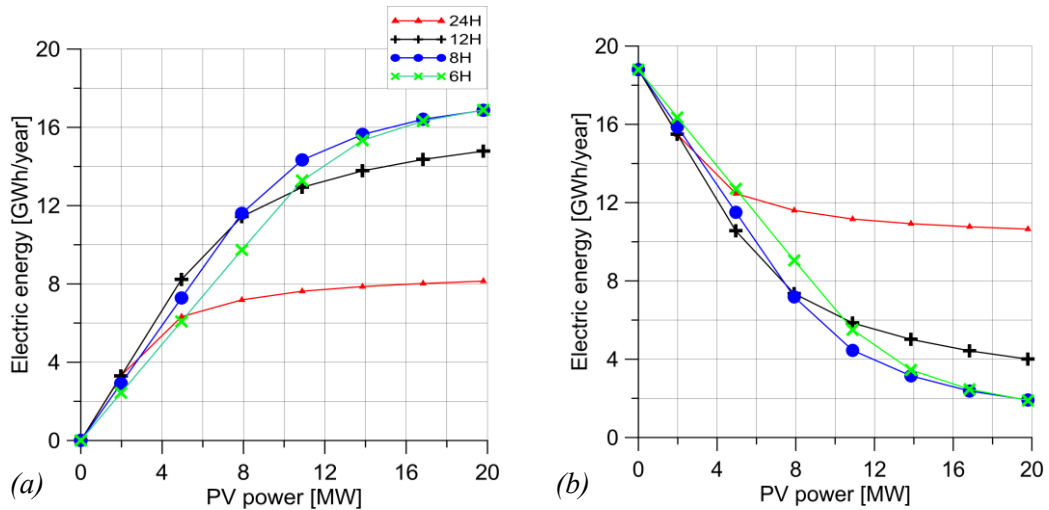 24H
12H
8H
6H
Electric energy [GWh/year]
20
16
12
8
4
0
0 4 8 12 16 20
PV power [MW]
(a)
Electric energy [GWh/year]
20
16
12
8
4
0
0 4 8 12 16 20
PV power [MW]
(b)